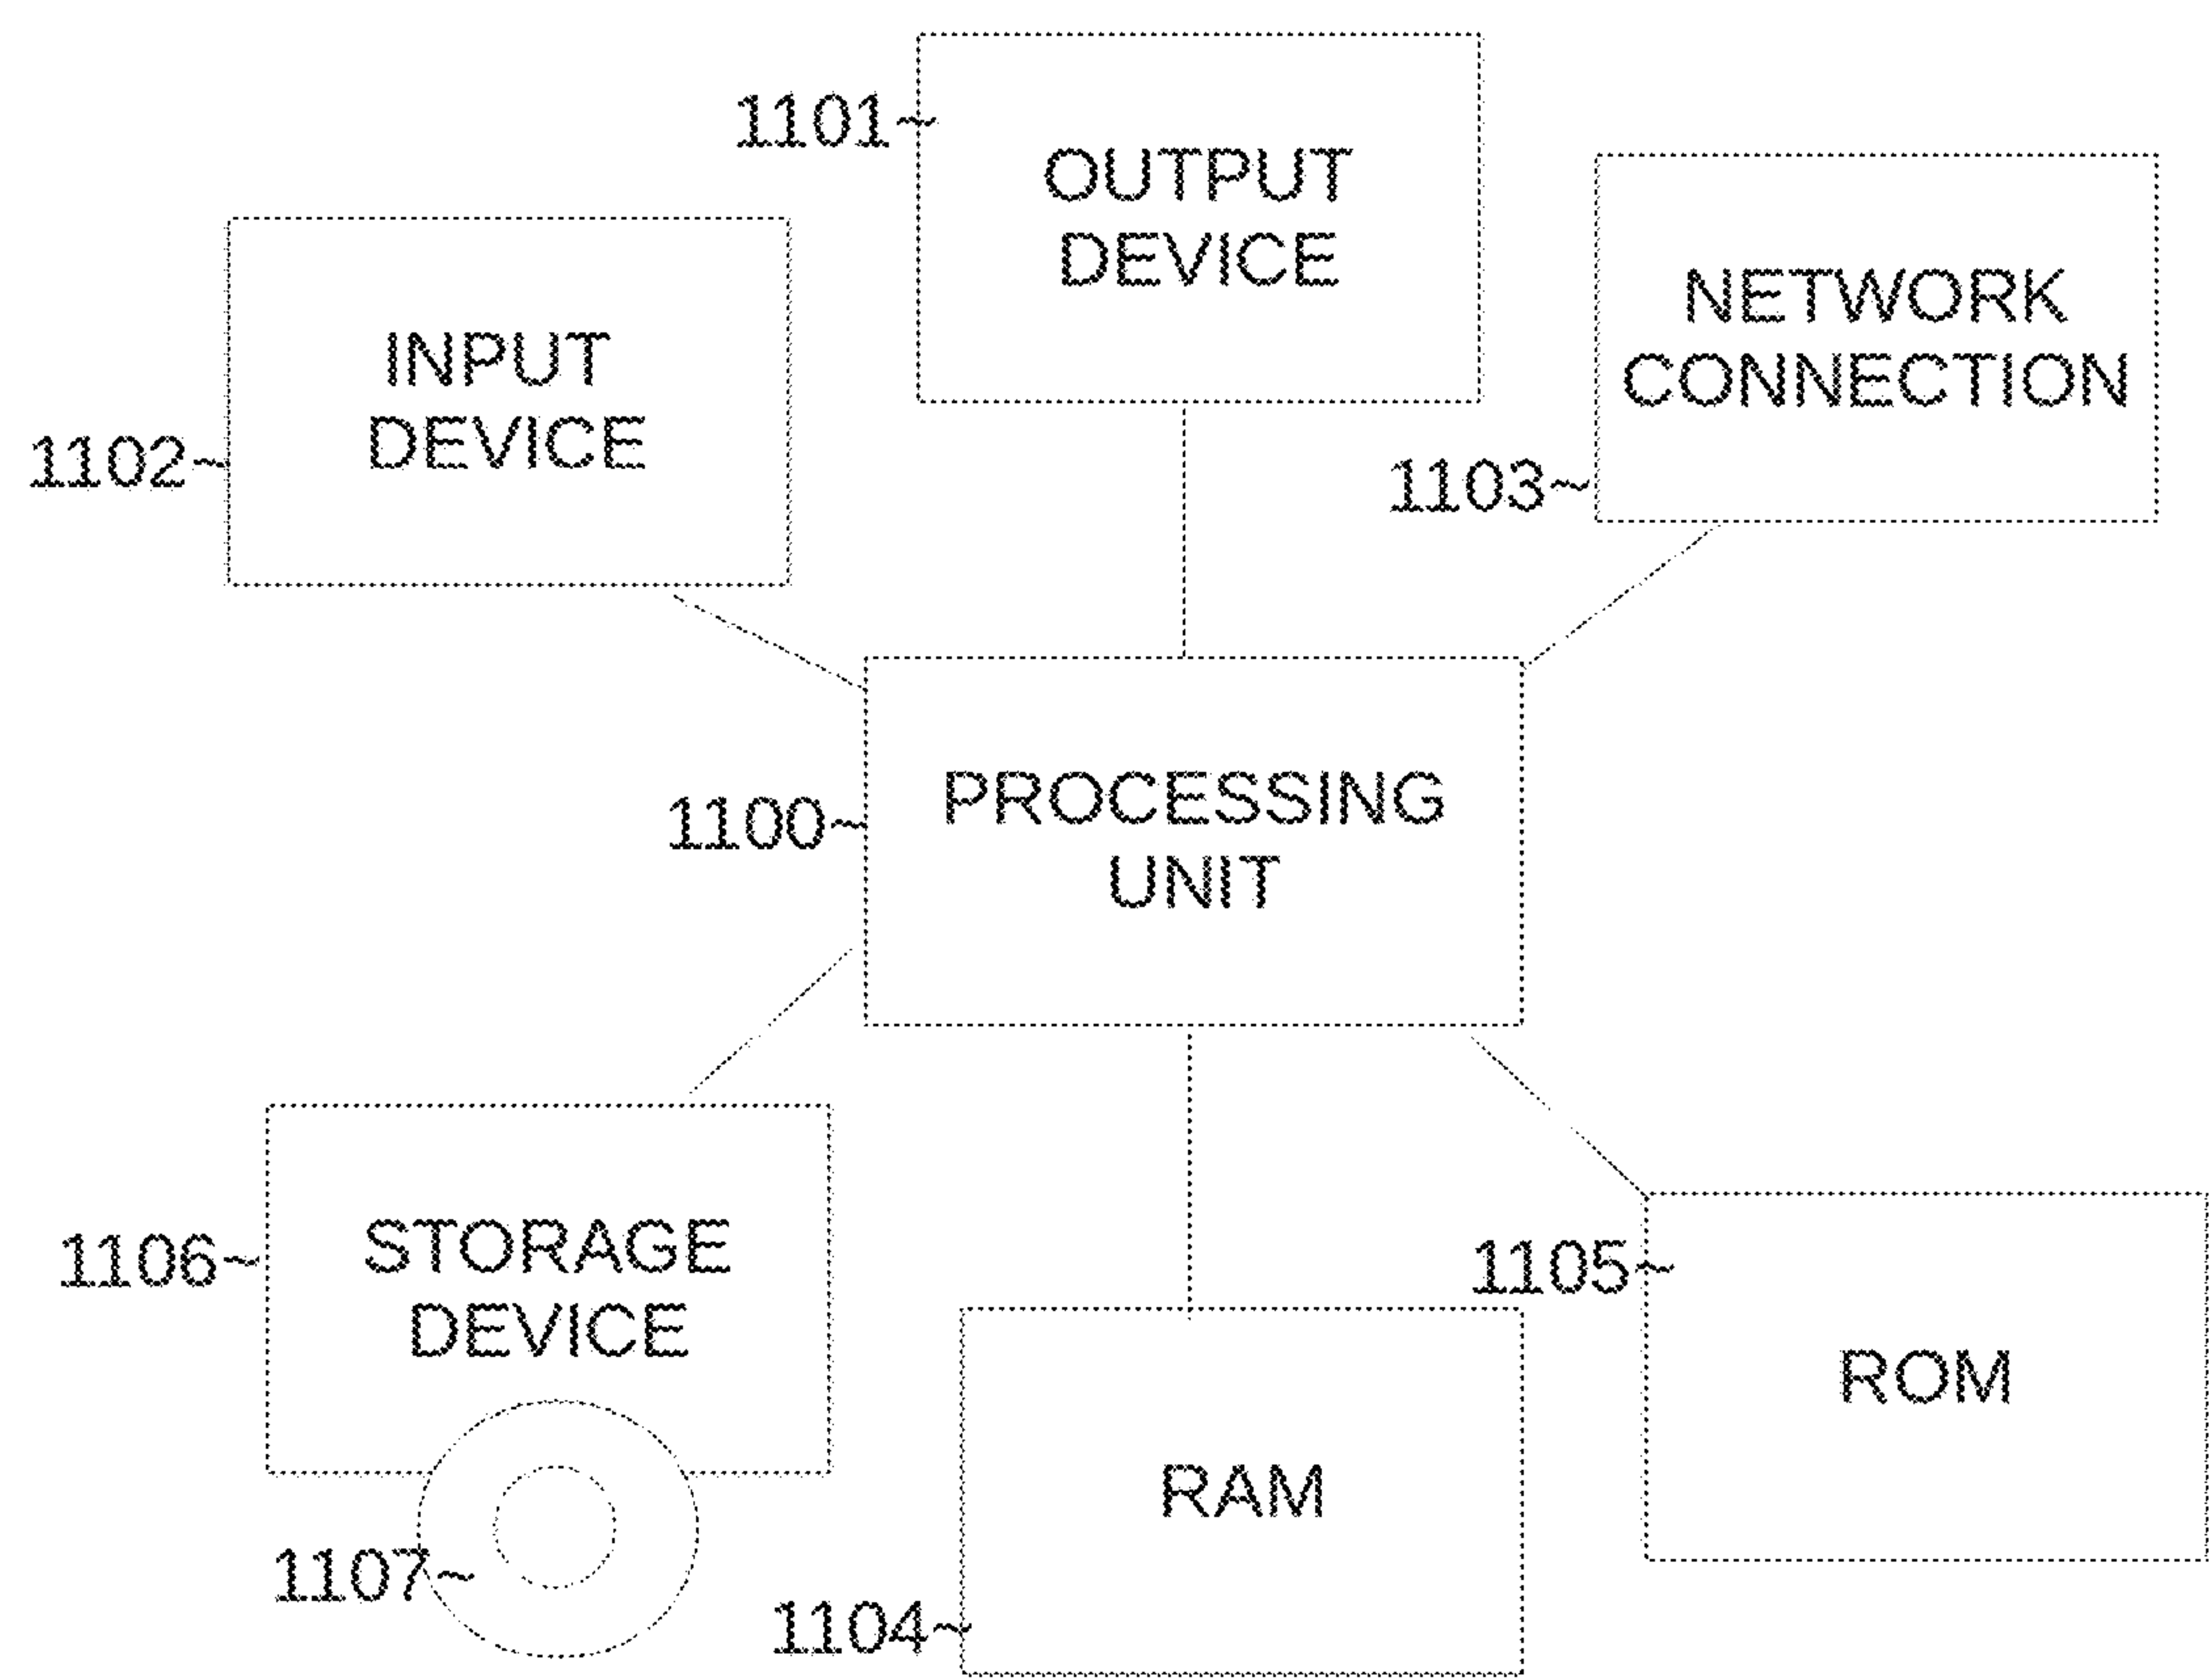 1101~
OUTPUT
DEVICE
NETWORK
CONNECTION
1103~
INPUT
DEVICE
1102~
PROCESSING
UNIT
1100~
STORAGE
DEVICE
1106~
1107~
RAM
1104~
1105~
ROM